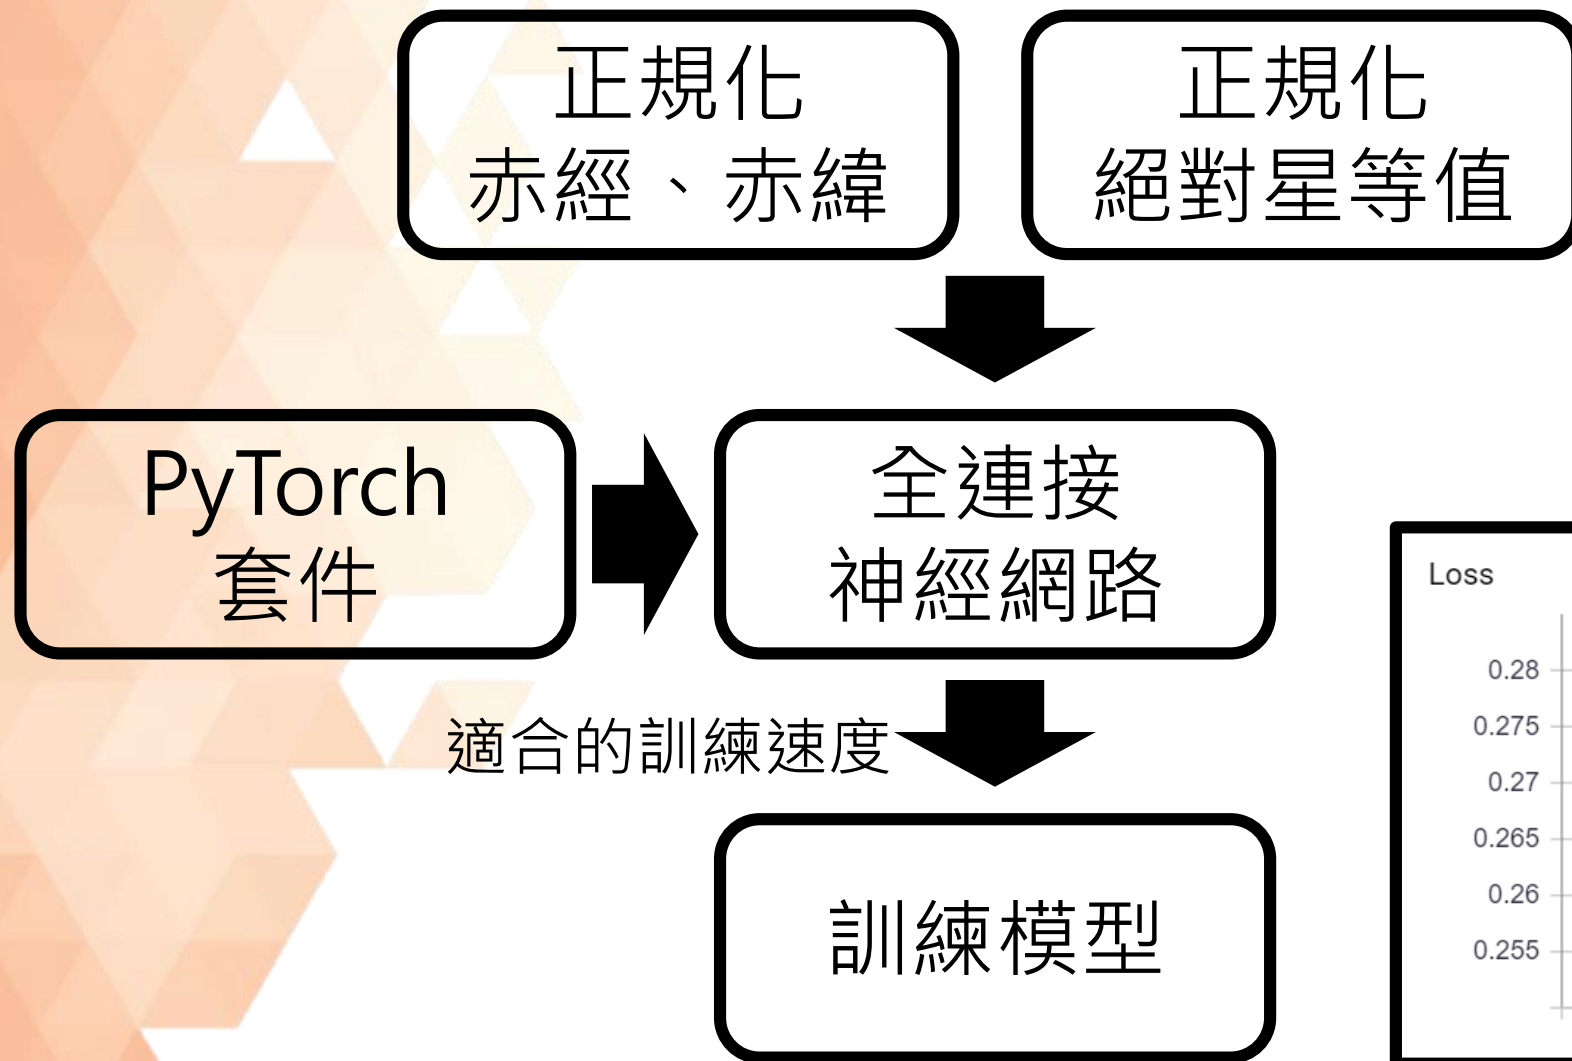 正規化
赤經、赤緯
正規化
絕對星等值
PyTorch
套件
全連接
神經網路
適合的訓練速度
訓練模型
Loss
0.28
0.275
0.27
0.265
0.26
0.255